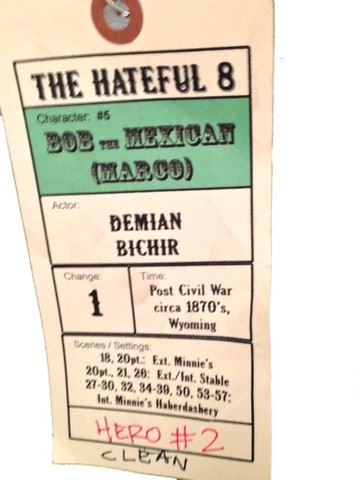 THE HATEFUL 8
Character: #5
BOB THE MEXICAN
(MARCO)
Actor:
DEMIAN
BICHIR
Change:
1
Time:
Post Civil War
circa 1870's,
Wyoming
Scenes / Settings:
18, 20pt.: Ext. Minnie's
20pt., 21, 26: Ext./Int. Stable
27-30, 32, 34-39, 50, 53-57:
Int. Minnie's Haberdashery
HERO #2
CLEAN